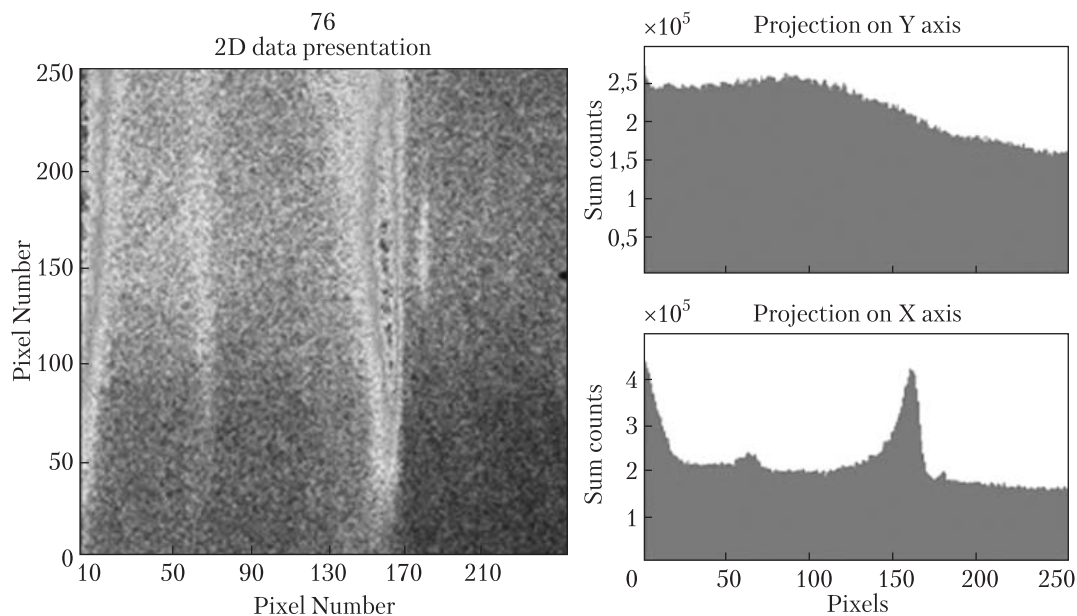 76
2D data presentation
250
200
150
100
50
0
Pixel Number
10 50 90 130 170 210
Pixel Number
×10⁵ Projection on Y axis
2,5
2
1,5
1
0,5
Sum counts
×10⁵ Projection on X axis
4
3
2
1
Sum counts
0 50 100 150 200 250
Pixels